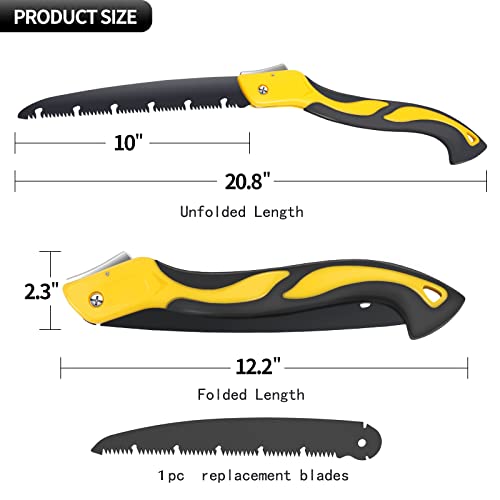 PRODUCT SIZE
10"
20.8"
Unfolded Length
2.3"
12.2"
Folded Length
1pc replacement blades